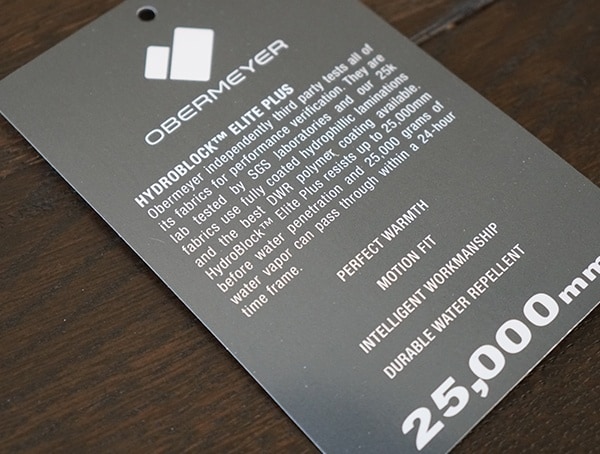 OBERMEYER
HYDROBLOCK™ ELITE PLUS
Obermeyer independently third party tests all of
its fabrics for performance verification. They are
lab tested by SGS laboratories and our 25k
fabrics use fully coated hydrophilic laminations
and the best DWR polymer coating available.
HydroBlock™ Elite Plus resists up to 25,000mm
before water penetration and 25,000 grams of
water vapor can pass through within a 24-hour
time frame.
PERFECT WARMTH
MOTION FIT
INTELLIGENT WORKMANSHIP
DURABLE WATER REPELLENT
25,000mm